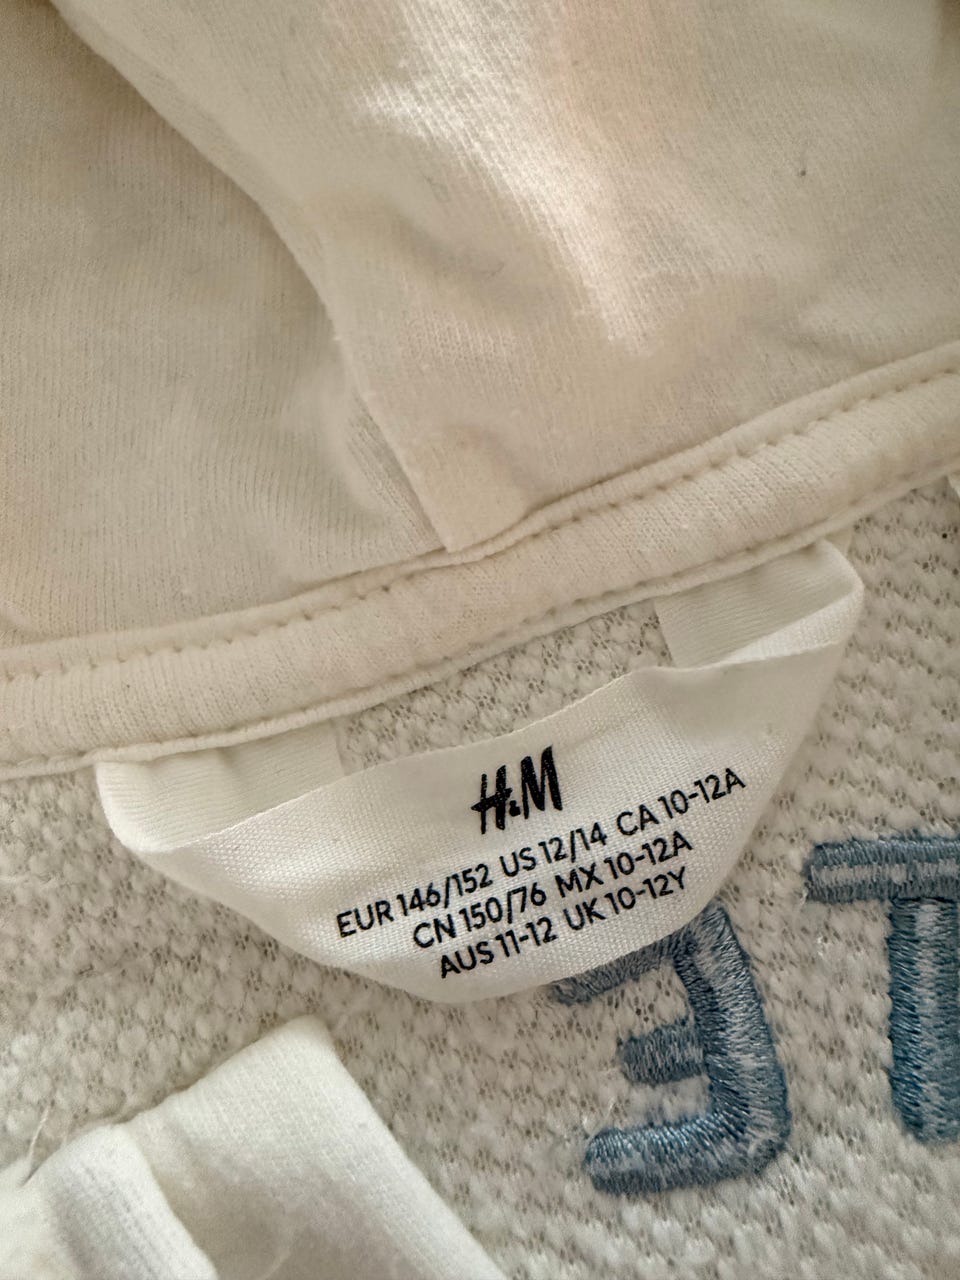 H&M
EUR 146/152 US 12/14 CA 10-12A
CN 150/76 MX 10-12A
AUS 11-12 UK 10-12Y